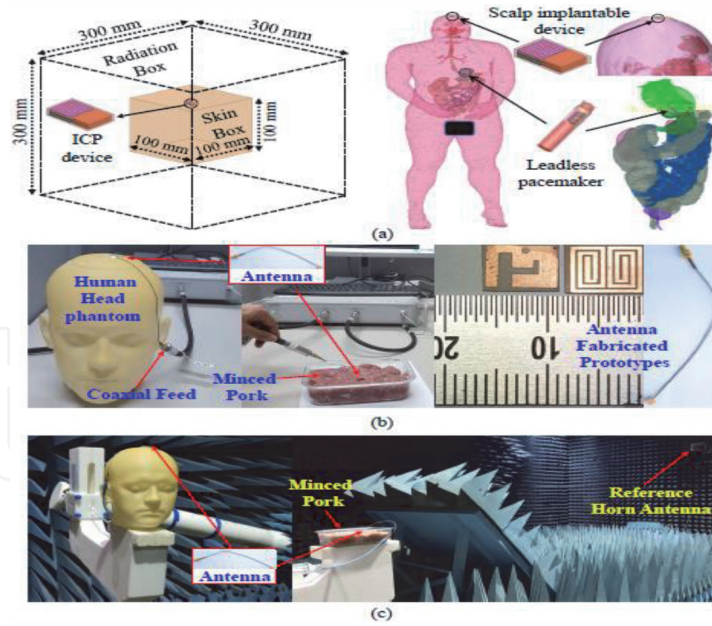 300 mm
300 mm
Radiation
Box
300 mm
Skin
Box
100 mm
100 mm
100 mm
ICP
device
Scalp implantable
device
Leadless
pacemaker
(a)
Human
Head
phantom
Antenna
Coaxial Feed
Minced
Pork
20
10
Antenna
Fabricated
Prototypes
(b)
Minced
Pork
Reference
Horn Antenna
Antenna
(c)